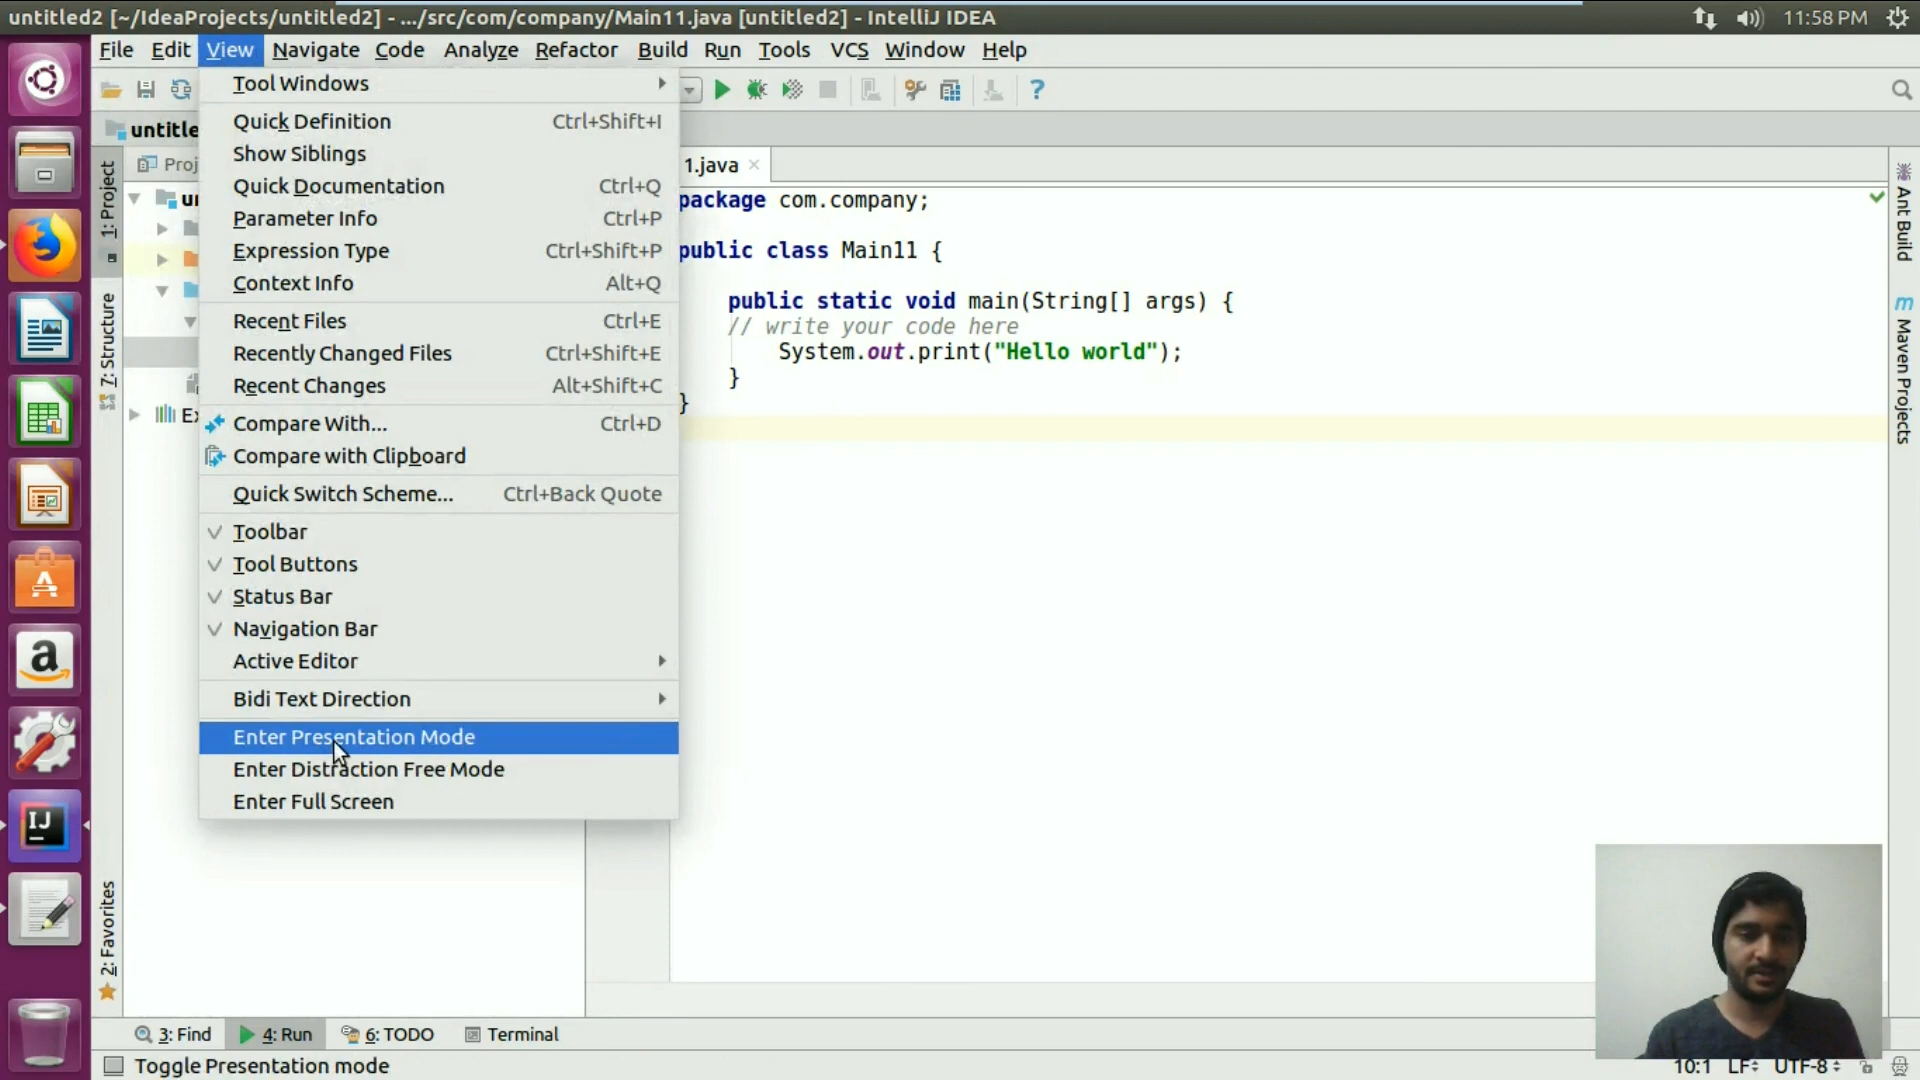 untitled2 [~/IdeaProjects/untitled2] - .../src/com/company/Main11.java [untitled2] - IntelliJ IDEA
11:58 PM
File Edit View Navigate Code Analyze Refactor Build Run Tools VCS Window Help
Tool Windows
untitle
Quick Definition Ctrl+Shift+I
Show Siblings
Quick Documentation Ctrl+Q
Parameter Info Ctrl+P
Expression Type Ctrl+Shift+P
Context Info Alt+Q
Recent Files Ctrl+E
Recently Changed Files Ctrl+Shift+E
Recent Changes Alt+Shift+C
Compare With... Ctrl+D
Compare with Clipboard
Quick Switch Scheme... Ctrl+Back Quote
Toolbar
Tool Buttons
Status Bar
Navigation Bar
Active Editor
Bidi Text Direction
Enter Presentation Mode
Enter Distraction Free Mode
Enter Full Screen
1: Project
7: Structure
2: Favorites
Proj
un
Ex
1.java
package com.company;
public class Main11 {
public static void main(String[] args) {
// write your code here
System.out.print("Hello world");
}
}
Ant Build
m Maven Projects
a
IJ
3: Find 4: Run 6: TODO Terminal
Toggle Presentation mode
10:1 LF UTF-8